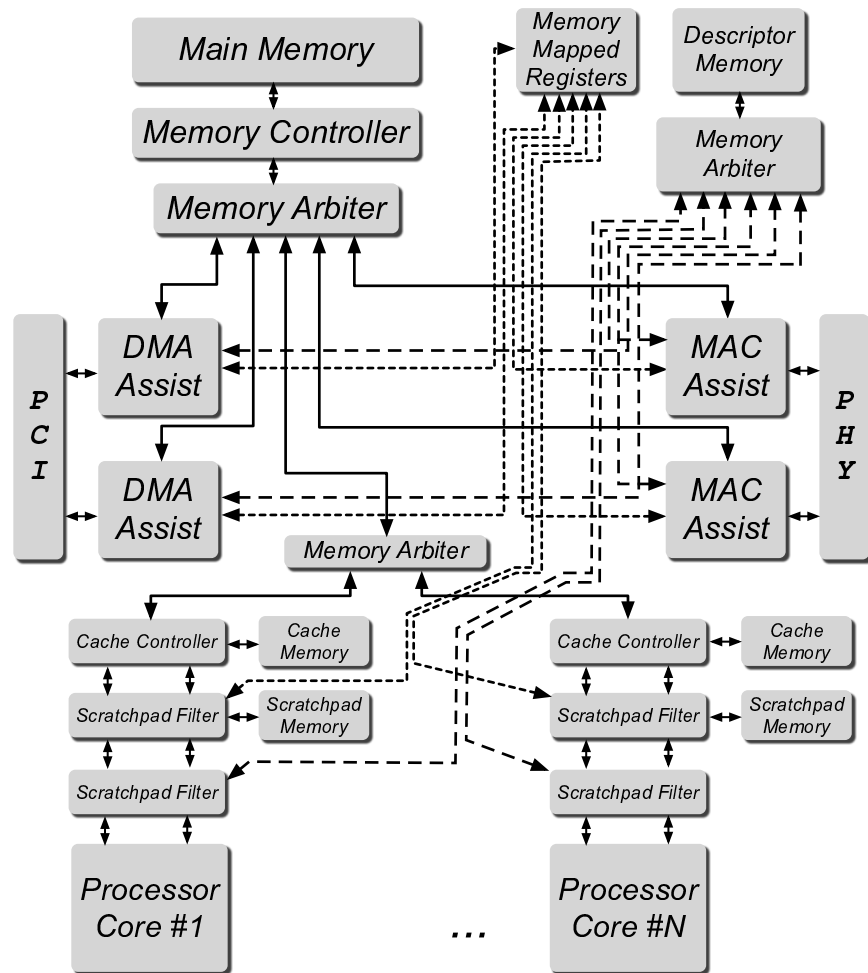 Main Memory
Memory
Mapped
Registers
Descriptor
Memory
Memory Controller
Memory
Arbiter
Memory Arbiter
P
C
I
DMA
Assist
MAC
Assist
P
H
Y
DMA
Assist
MAC
Assist
Memory Arbiter
Cache Controller
Cache
Memory
Cache Controller
Cache
Memory
Scratchpad Filter
Scratchpad
Memory
Scratchpad Filter
Scratchpad
Memory
Scratchpad Filter
Scratchpad Filter
Processor
Core #1
...
Processor
Core #N